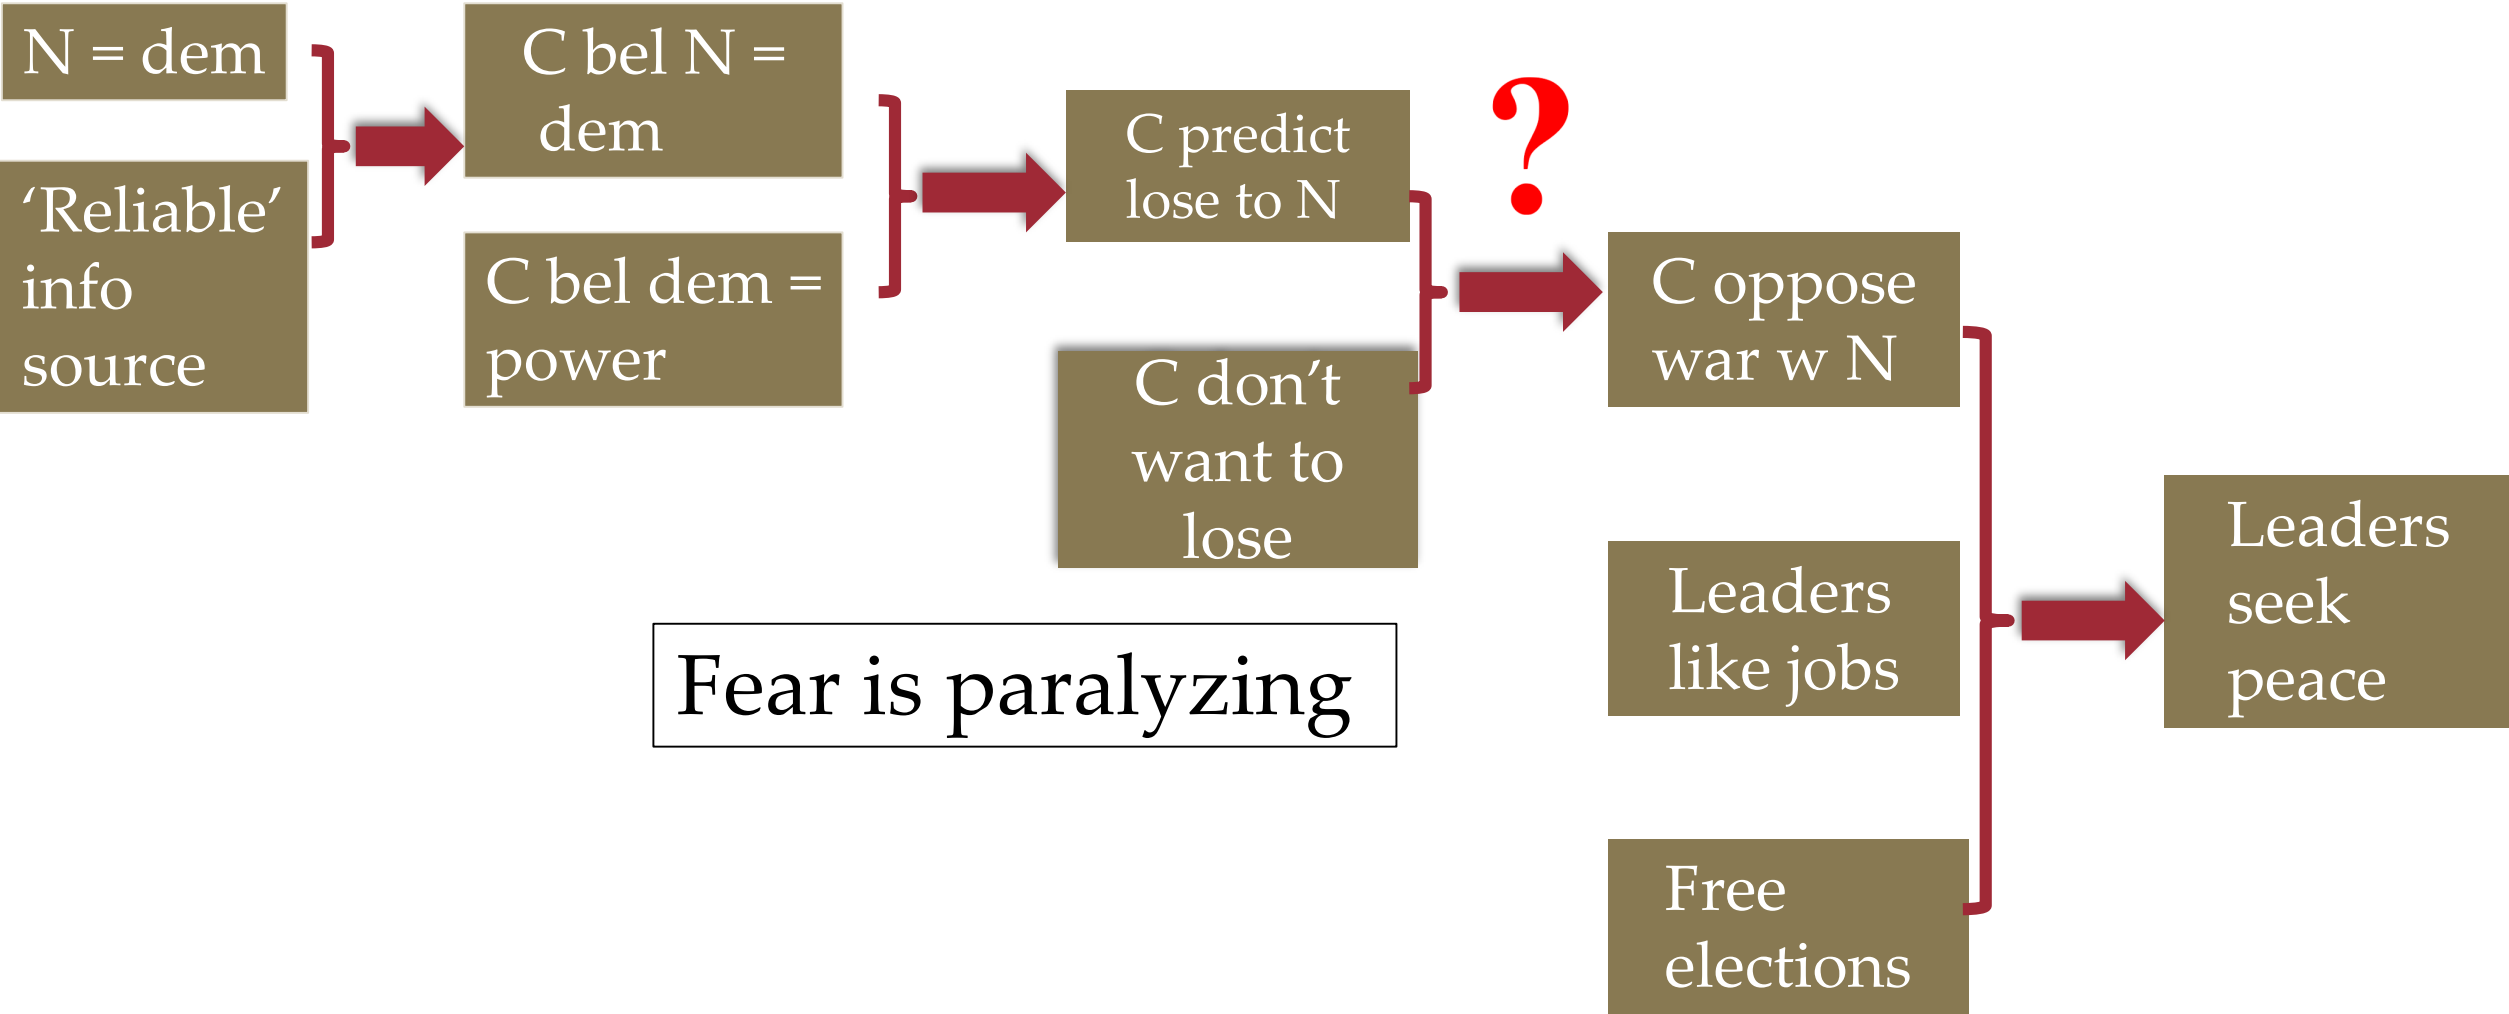 N = dem
‘Reliable’
info
source
C bel N =
dem
C bel dem =
power
C predict
lose to N
C don’t
want to
lose
?
C oppose
war w N
Leaders
like jobs
Free
elections
Leaders
seek
peace
Fear is paralyzing